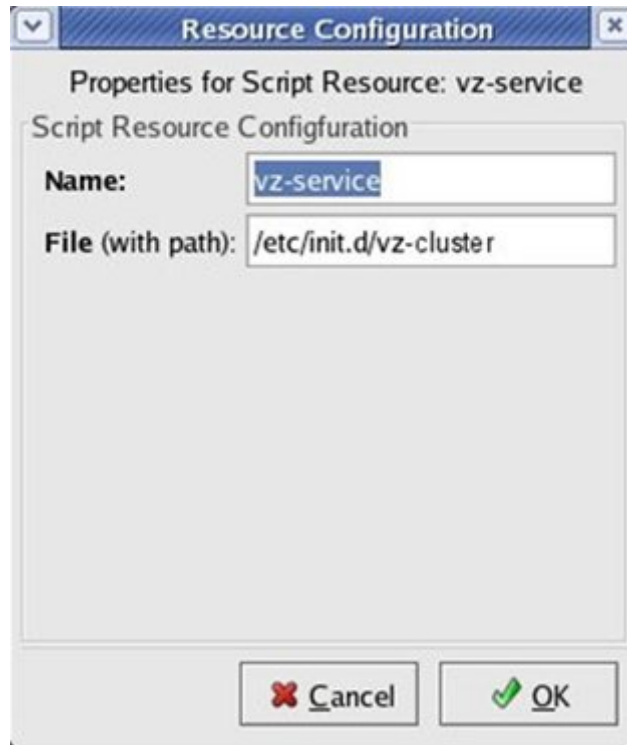 Resource Configuration
Properties for Script Resource: vz-service
Script Resource Configfuration
Name: vz-service
File (with path): /etc/init.d/vz-cluster
Cancel OK